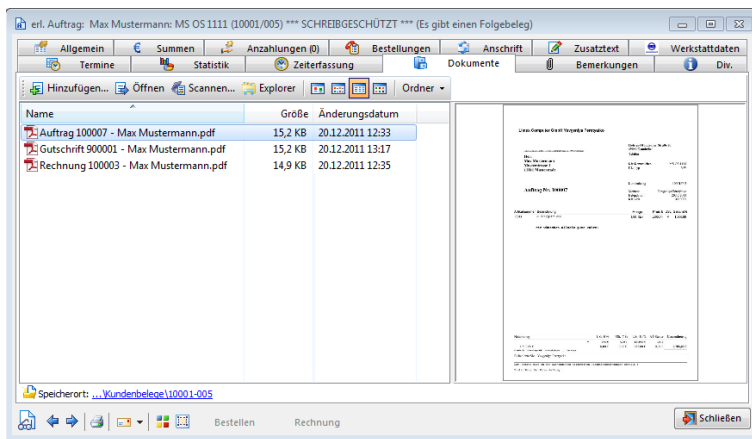 erl. Auftrag: Max Mustermann: MS OS 1111 (10001/005) *** SCHREIBGESCHÜTZT *** (Es gibt einen Folgebeleg)
Allgemein € Summen Anzahlungen (0) Bestellungen Anschrift Zusatztext Werkstattdaten
Termine Statistik Zeiterfassung Dokumente Bemerkungen Div.
Hinzufügen... Öffnen Scannen... Explorer Ordner
Name Größe Änderungsdatum
Auftrag 100007 - Max Mustermann.pdf 15,2 KB 20.12.2011 12:33
Gutschrift 900001 - Max Mustermann.pdf 15,2 KB 20.12.2011 13:17
Rechnung 100003 - Max Mustermann.pdf 14,9 KB 20.12.2011 12:35
Auftrag Nr. 100007
Speicherort: ...\Kundenbelege\10001-005
Bestellen Rechnung Schließen